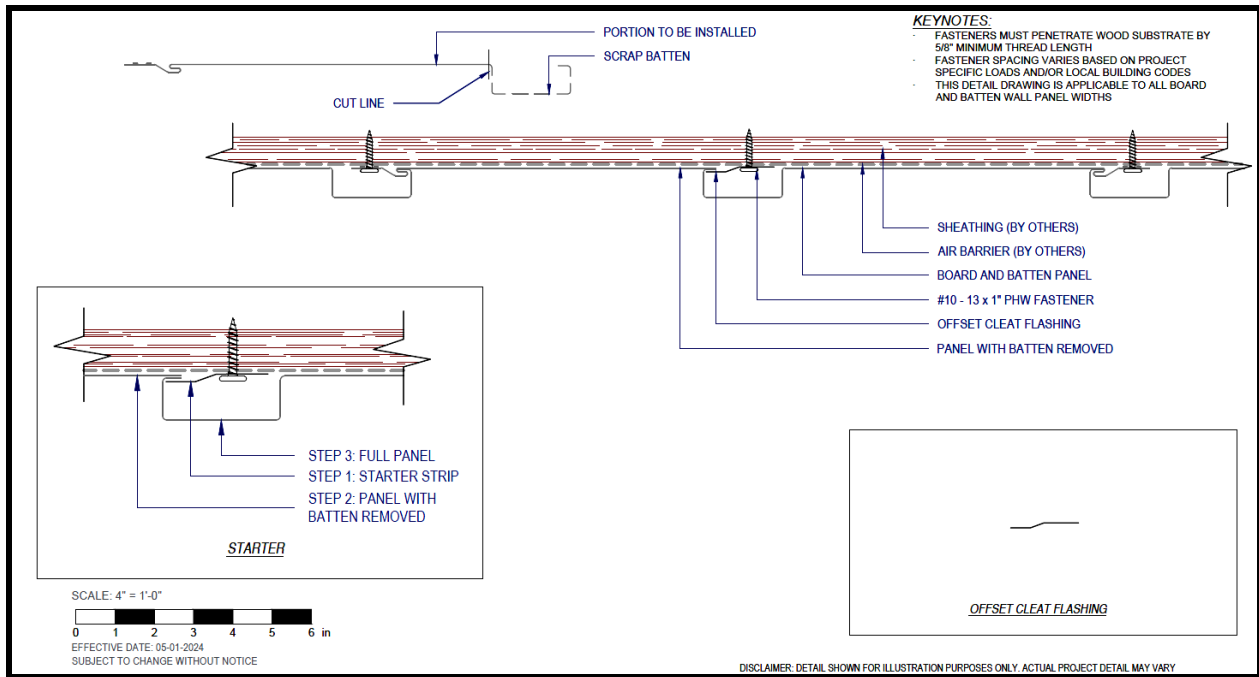 PORTION TO BE INSTALLED
SCRAP BATTEN
CUT LINE
KEYNOTES:
· FASTENERS MUST PENETRATE WOOD SUBSTRATE BY
5/8" MINIMUM THREAD LENGTH
· FASTENER SPACING VARIES BASED ON PROJECT
SPECIFIC LOADS AND/OR LOCAL BUILDING CODES
· THIS DETAIL DRAWING IS APPLICABLE TO ALL BOARD
AND BATTEN WALL PANEL WIDTHS
SHEATHING (BY OTHERS)
AIR BARRIER (BY OTHERS)
BOARD AND BATTEN PANEL
#10 - 13 x 1" PHW FASTENER
OFFSET CLEAT FLASHING
PANEL WITH BATTEN REMOVED
STEP 3: FULL PANEL
STEP 1: STARTER STRIP
STEP 2: PANEL WITH
BATTEN REMOVED
STARTER
OFFSET CLEAT FLASHING
SCALE: 4" = 1'-0"
0 1 2 3 4 5 6 in
EFFECTIVE DATE: 05-01-2024
SUBJECT TO CHANGE WITHOUT NOTICE
DISCLAIMER: DETAIL SHOWN FOR ILLUSTRATION PURPOSES ONLY. ACTUAL PROJECT DETAIL MAY VARY